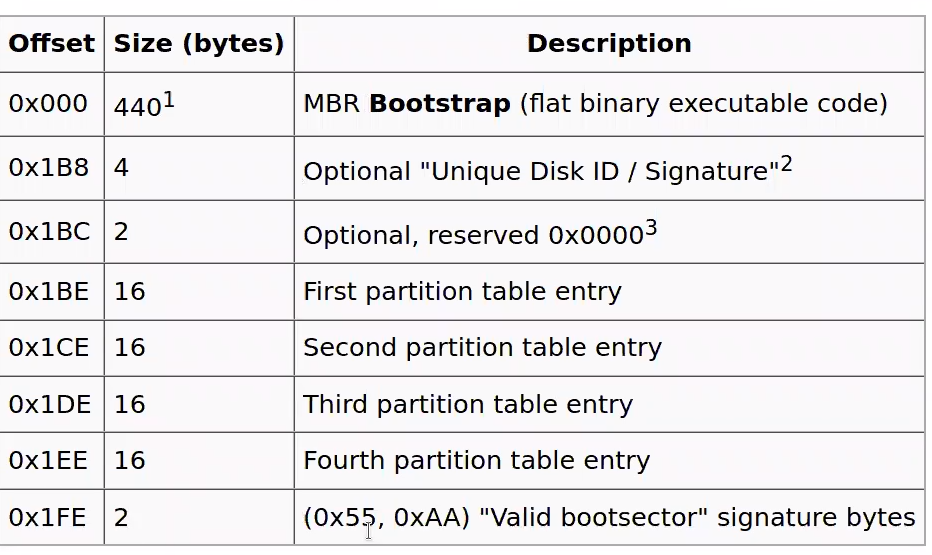 Offset Size (bytes) Description
0x000 440¹ MBR Bootstrap (flat binary executable code)
0x1B8 4 Optional "Unique Disk ID / Signature"²
0x1BC 2 Optional, reserved 0x0000³
0x1BE 16 First partition table entry
0x1CE 16 Second partition table entry
0x1DE 16 Third partition table entry
0x1EE 16 Fourth partition table entry
0x1FE 2 (0x55, 0xAA) "Valid bootsector" signature bytes